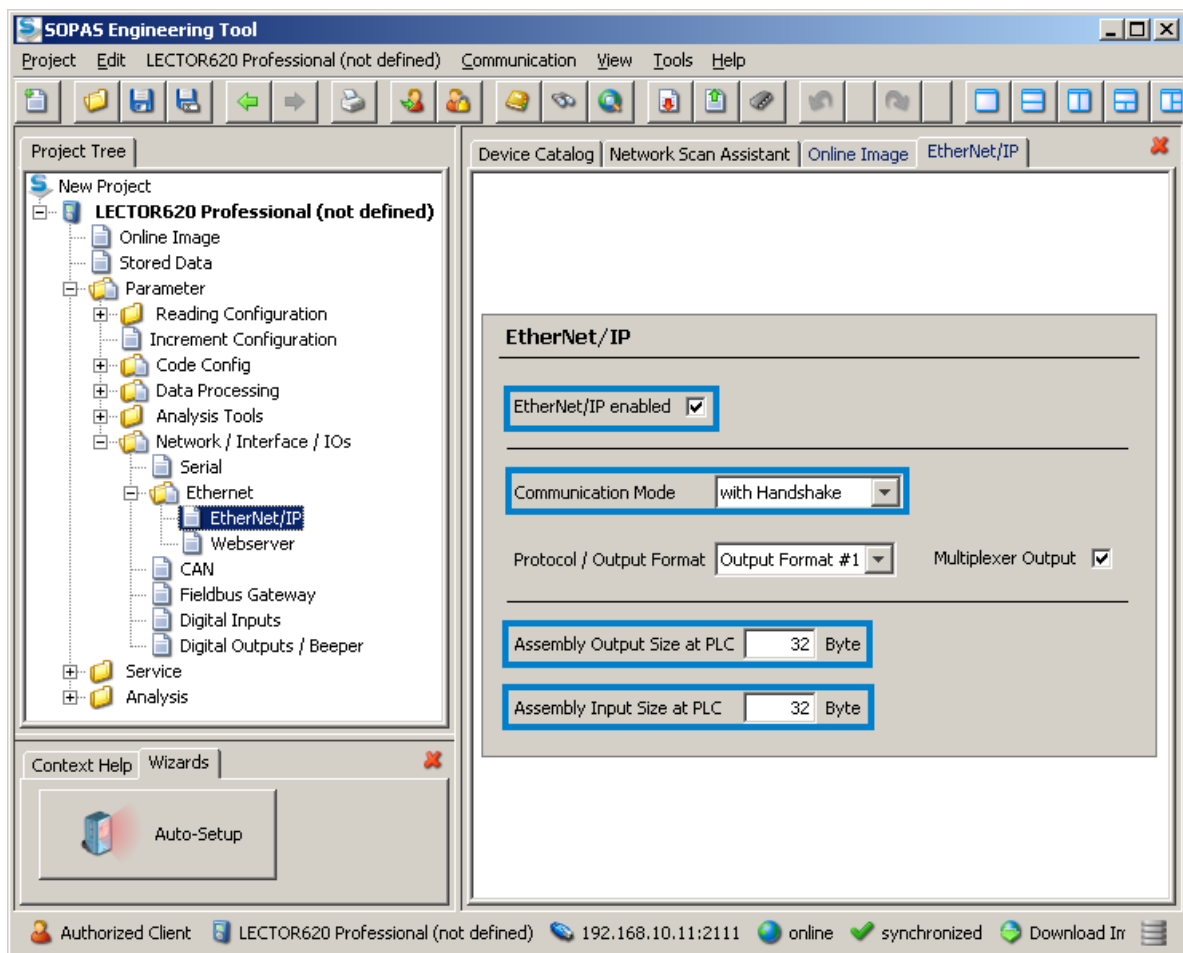 SOPAS Engineering Tool
Project Edit LECTOR620 Professional (not defined) Communication View Tools Help
Project Tree
New Project
LECTOR620 Professional (not defined)
Online Image
Stored Data
Parameter
Reading Configuration
Increment Configuration
Code Config
Data Processing
Analysis Tools
Network / Interface / IOs
Serial
Ethernet
EtherNet/IP
Webserver
CAN
Fieldbus Gateway
Digital Inputs
Digital Outputs / Beeper
Service
Analysis
Context Help Wizards
Auto-Setup
Device Catalog Network Scan Assistant Online Image EtherNet/IP
EtherNet/IP
EtherNet/IP enabled
Communication Mode with Handshake
Protocol / Output Format Output Format #1 Multiplexer Output
Assembly Output Size at PLC 32 Byte
Assembly Input Size at PLC 32 Byte
Authorized Client LECTOR620 Professional (not defined) 192.168.10.11:2111 online synchronized Download Im